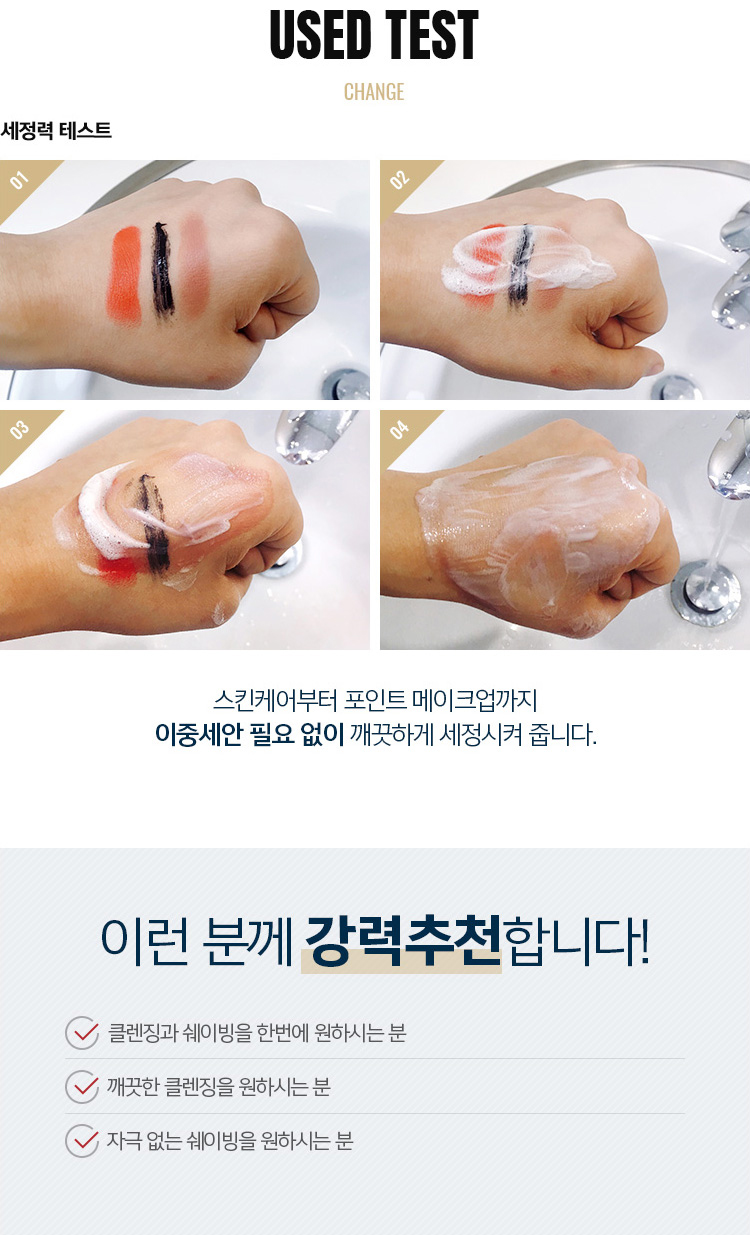 USED TEST
CHANGE
세정력 테스트
01
02
03
04
스킨케어부터 포인트 메이크업까지
이중세안 필요 없이 깨끗하게 세정시켜 줍니다.
이런 분께 강력추천합니다!
클렌징과 쉐이빙을 한번에 원하시는 분
깨끗한 클렌징을 원하시는 분
자극 없는 쉐이빙을 원하시는 분